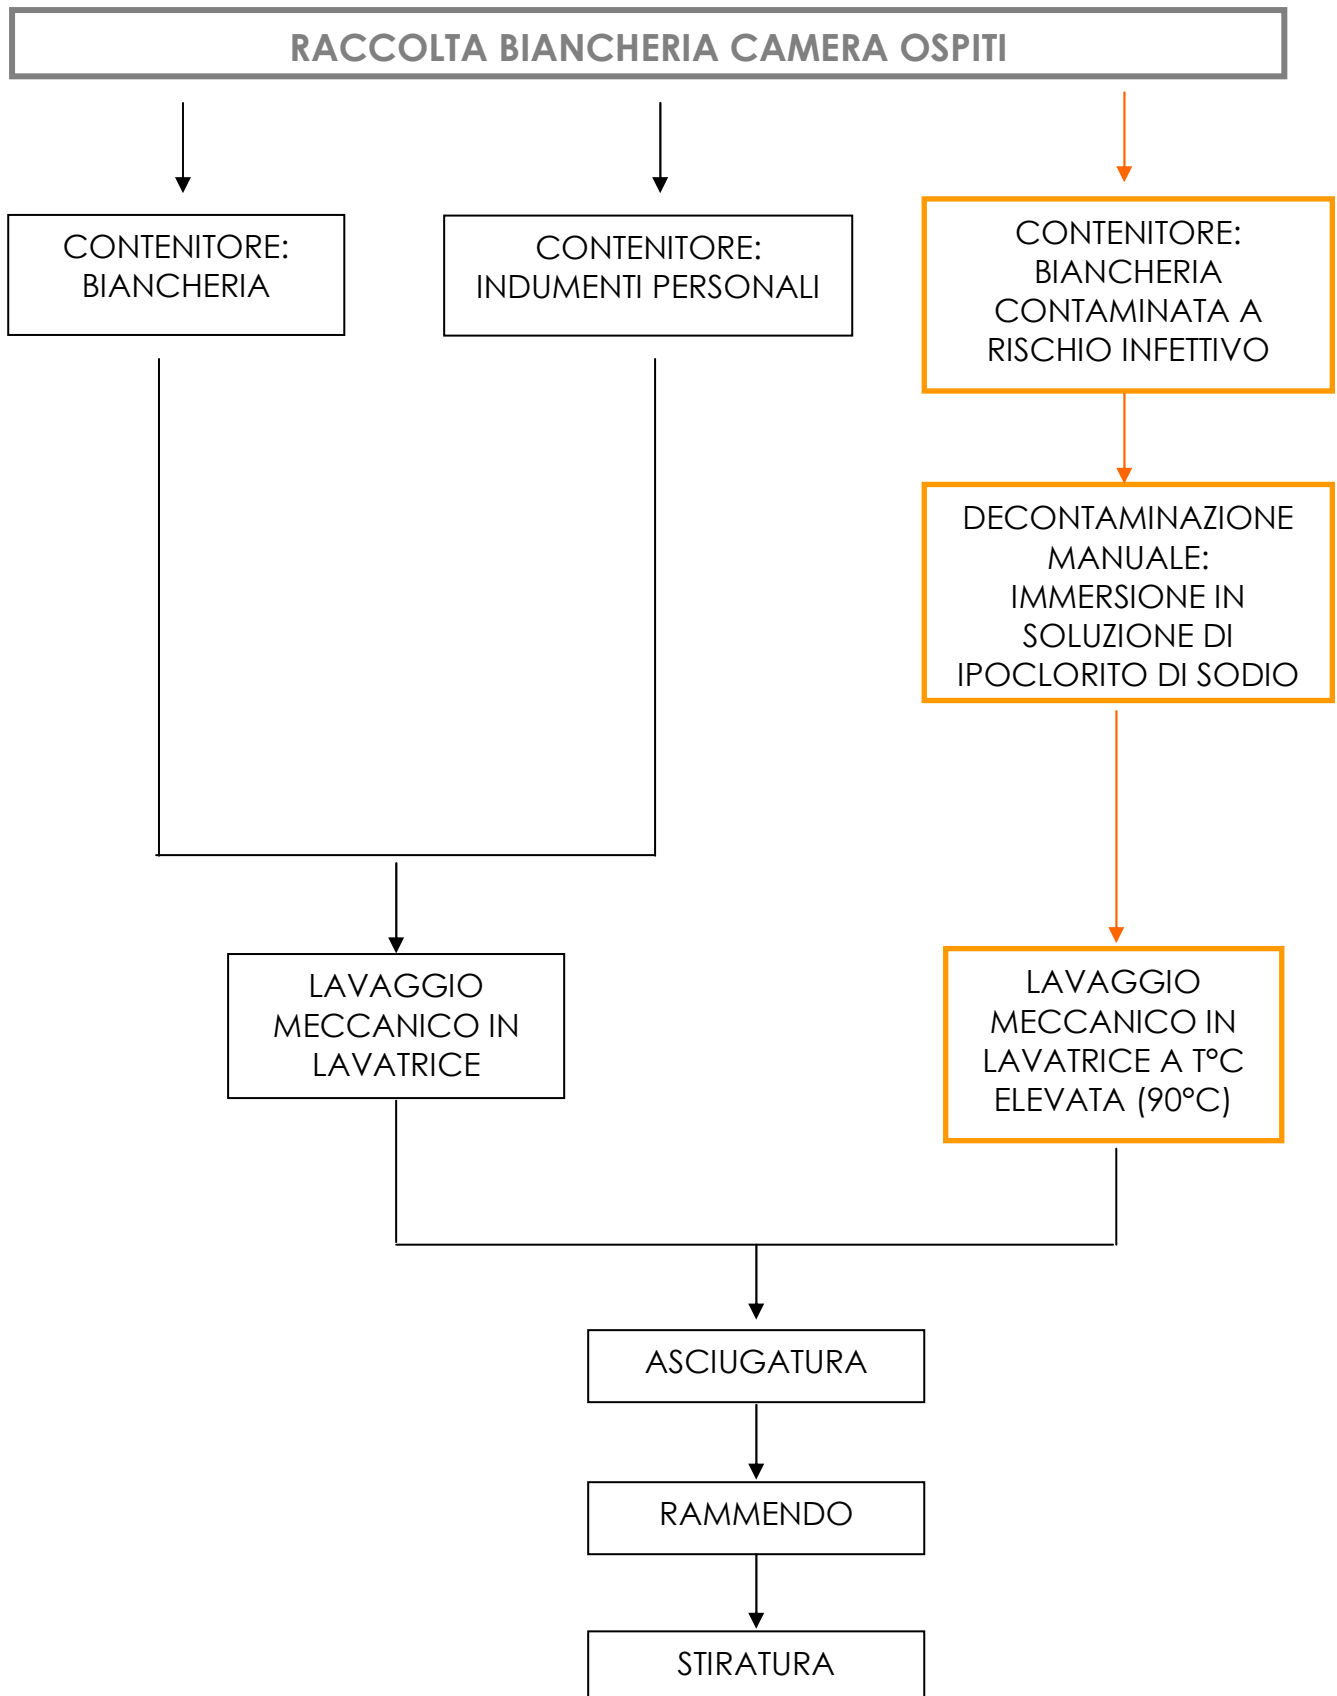 RACCOLTA BIANCHERIA CAMERA OSPITI
CONTENITORE:
BIANCHERIA
CONTENITORE:
INDUMENTI PERSONALI
CONTENITORE:
BIANCHERIA
CONTAMINATA A
RISCHIO INFETTIVO
DECONTAMINAZIONE
MANUALE:
IMMERSIONE IN
SOLUZIONE DI
IPOCLORITO DI SODIO
LAVAGGIO
MECCANICO IN
LAVATRICE
LAVAGGIO
MECCANICO IN
LAVATRICE A T°C
ELEVATA (90°C)
ASCIUGATURA
RAMMENDO
STIRATURA